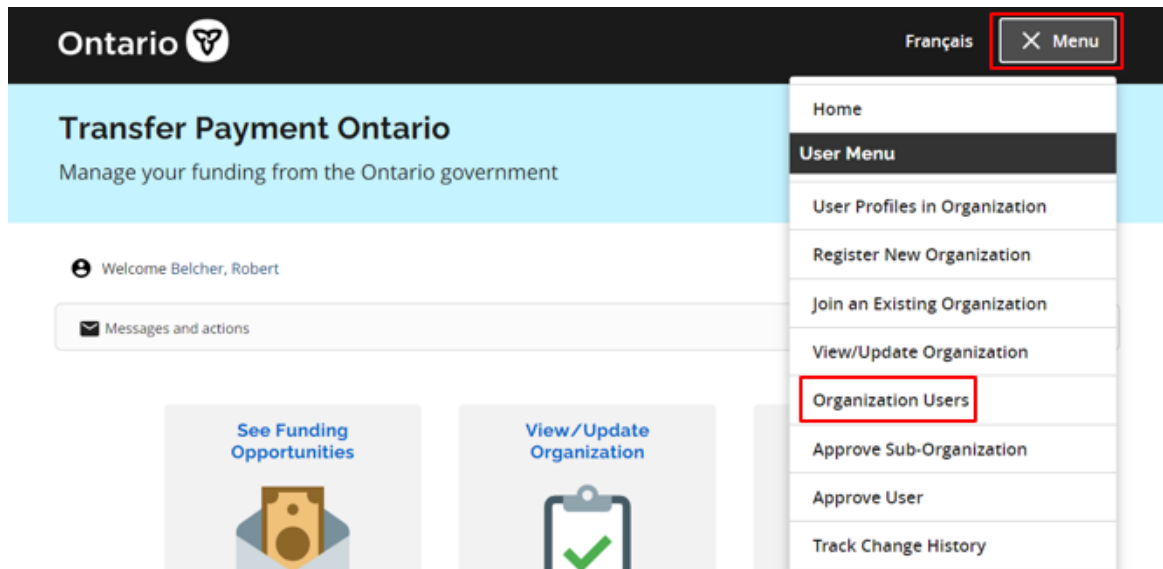 Ontario
Français
Menu
Transfer Payment Ontario
Manage your funding from the Ontario government
Welcome Belcher, Robert
Messages and actions
See Funding
Opportunities
View/Update
Organization
Home
User Menu
User Profiles in Organization
Register New Organization
Join an Existing Organization
View/Update Organization
Organization Users
Approve Sub-Organization
Approve User
Track Change History